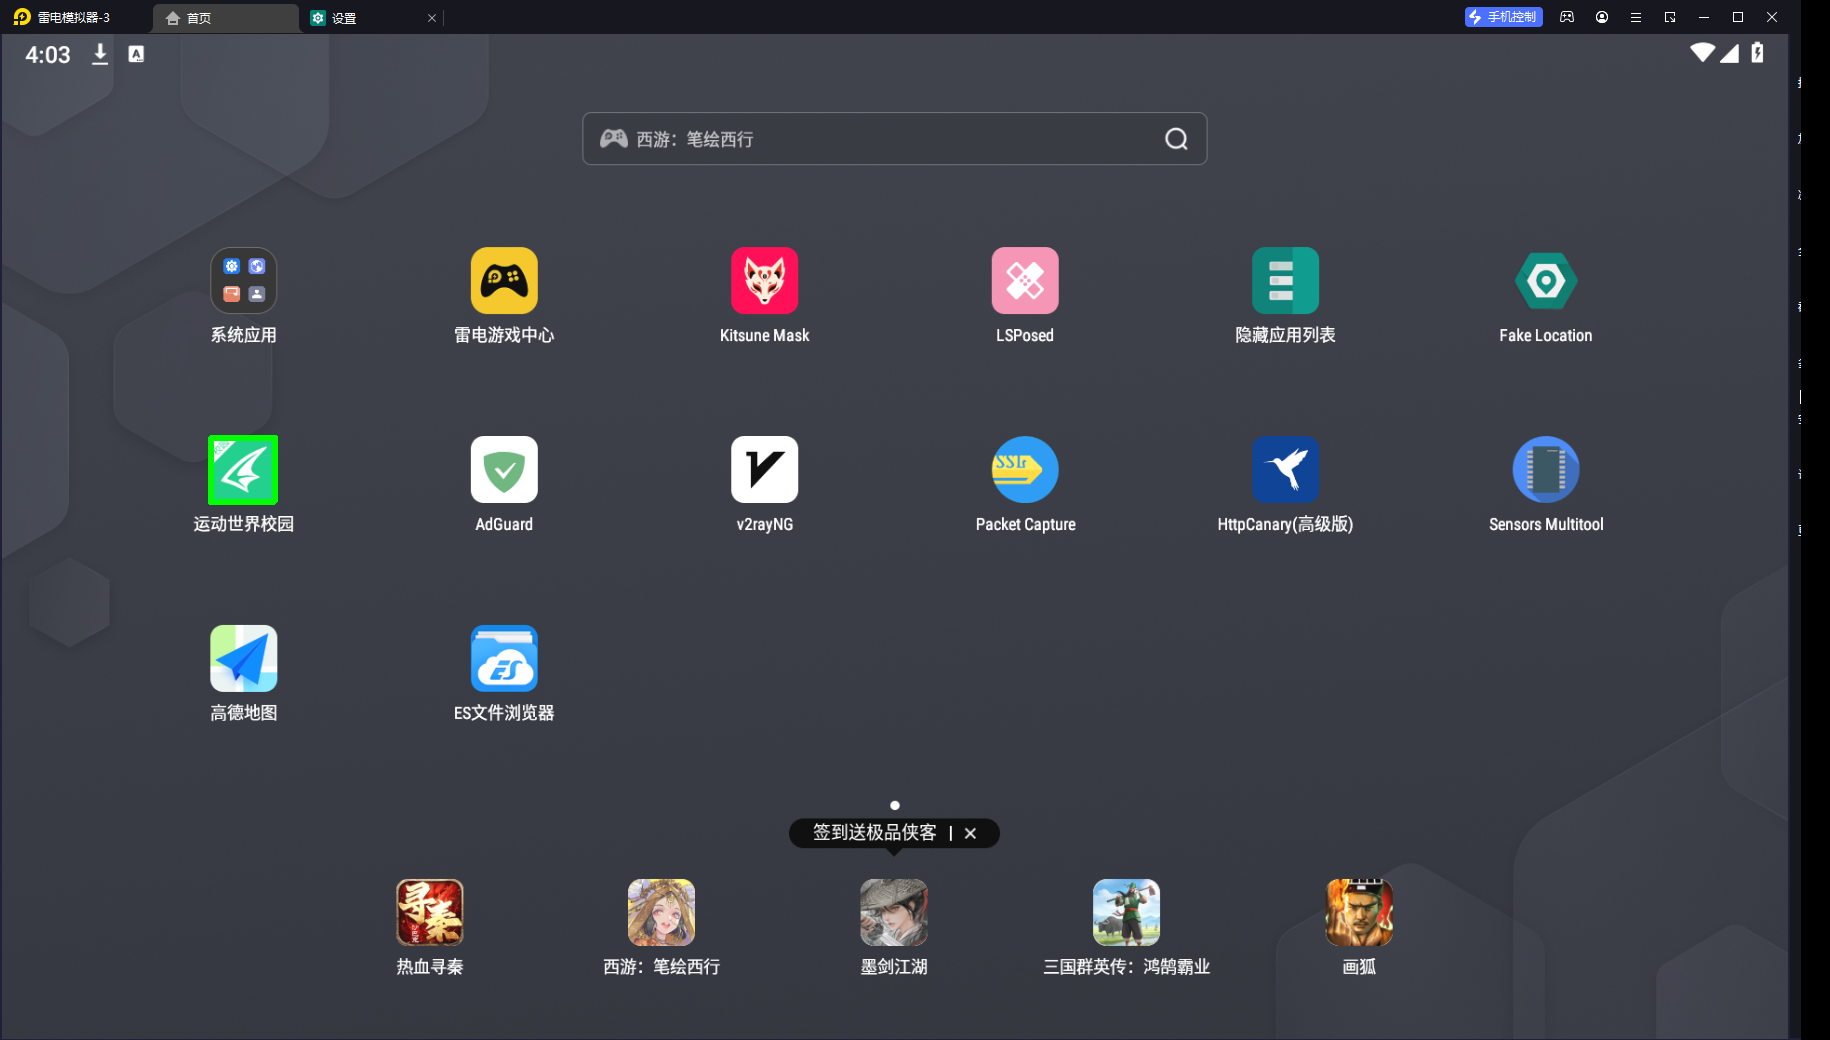 雷电模拟器-3
首页
设置
手机控制
4:03
A
西游：笔绘西行
系统应用
雷电游戏中心
Kitsune Mask
LSPosed
隐藏应用列表
Fake Location
运动世界校园
AdGuard
v2rayNG
SSL
Packet Capture
HttpCanary(高级版)
Sensors Multitool
高德地图
ES
ES文件浏览器
签到送极品侠客
寻秦
热血寻秦
西游：笔绘西行
墨剑江湖
三国群英传：鸿鹄霸业
画狐